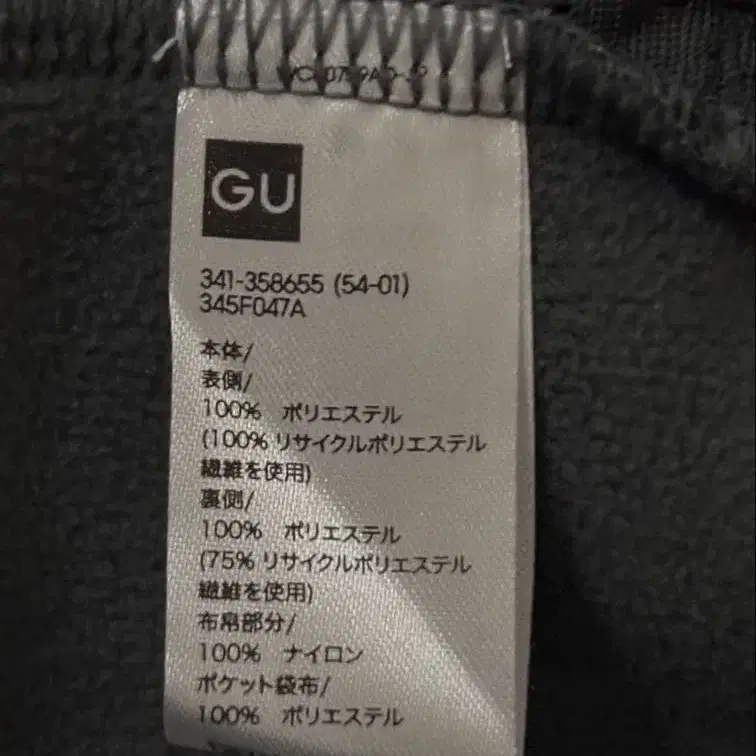 GU
341-358655 (54-01)
345F047A
本体/
表側/
100% ポリエステル
(100% リサイクルポリエステル
繊維を使用)
裏側/
100% ポリエステル
(75% リサイクルポリエステル
繊維を使用)
布帛部分/
100% ナイロン
ポケット袋布/
100% ポリエステル